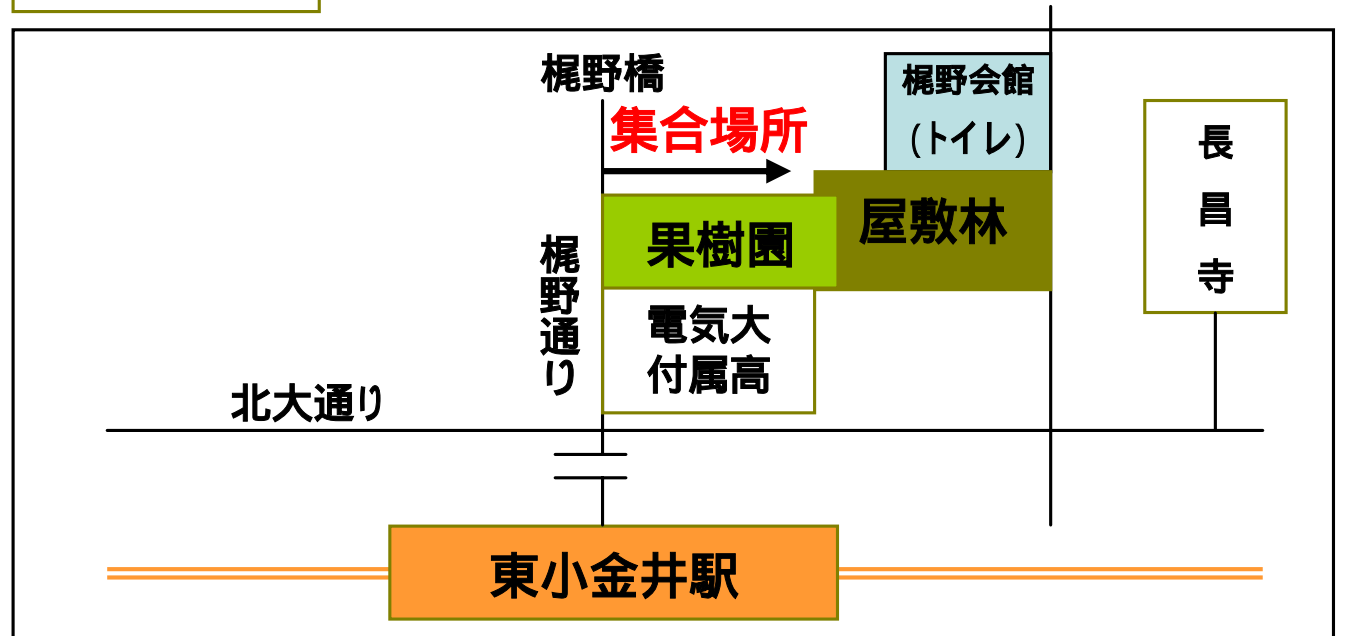 梶野橋
集合場所
梶野会館
(トイレ)
長昌寺
屋敷林
果樹園
梶野通り
電気大
付属高
北大通り
東小金井駅